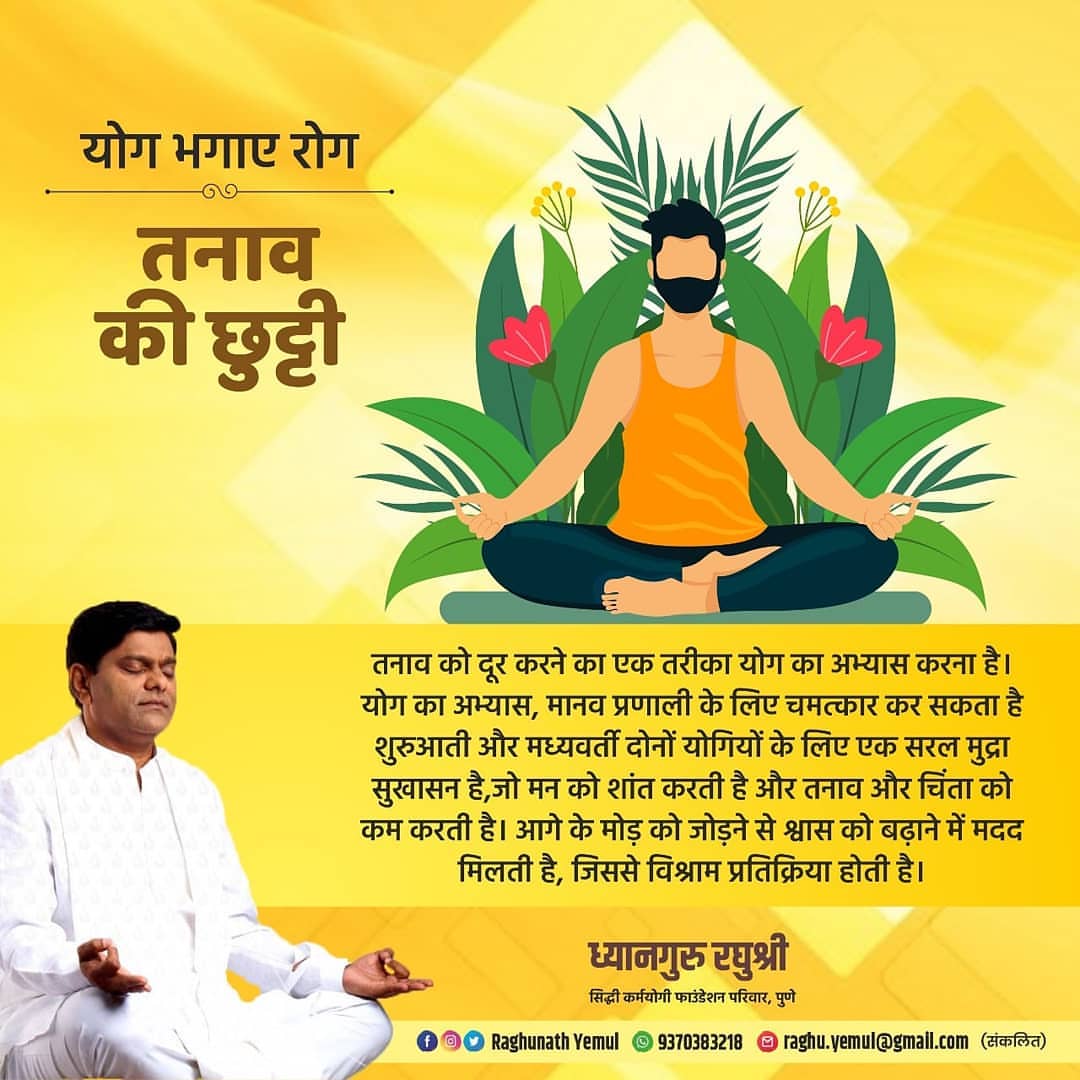 योग भगाए रोग
तनाव
की छुट्टी
तनाव को दूर करने का एक तरीका योग का अभ्यास करना है।
योग का अभ्यास, मानव प्रणाली के लिए चमत्कार कर सकता है
शुरुआती और मध्यवर्ती दोनों योगियों के लिए एक सरल मुद्रा
सुखासन है,जो मन को शांत करती है और तनाव और चिंता को
कम करती है। आगे के मोड़ को जोड़ने से श्वास को बढ़ाने में मदद
मिलती है, जिससे विश्राम प्रतिक्रिया होती है।
ध्यानगुरु रघुश्री
सिद्धी कर्मयोगी फाउंडेशन परिवार, पुणे
Raghunath Yemul 9370383218 raghu.yemul@gmail.com (संकलित)